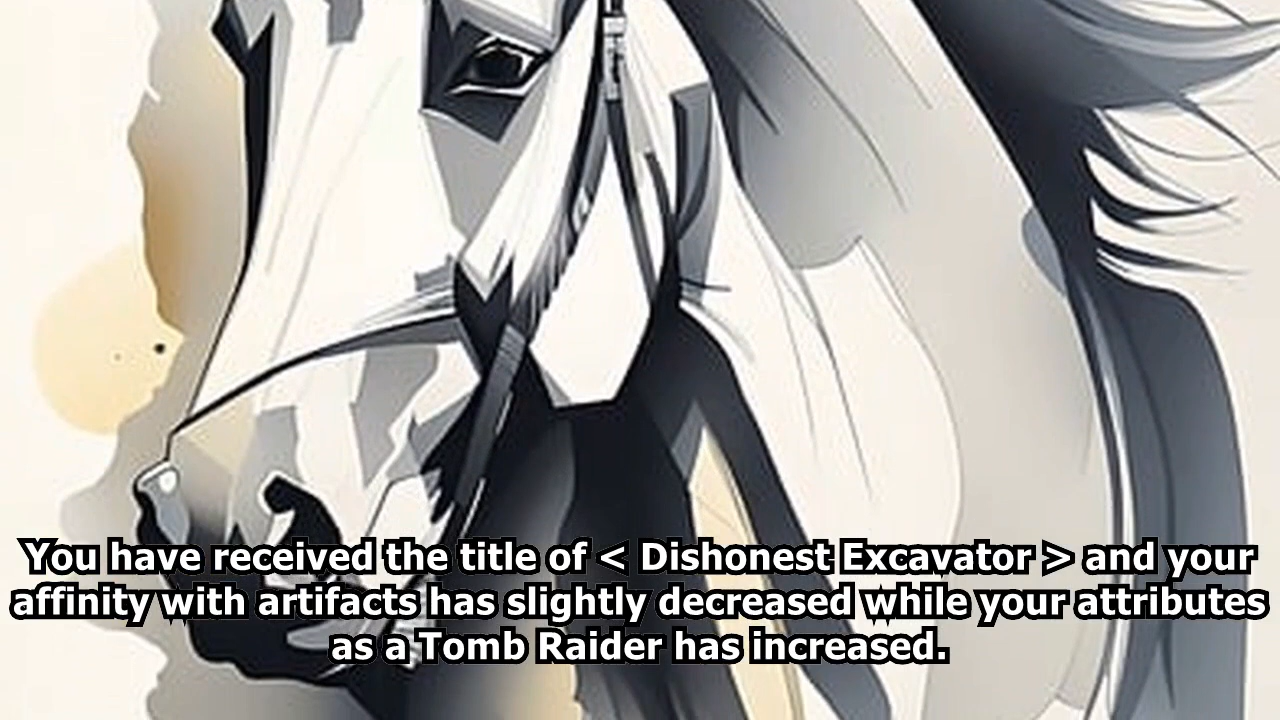 You have received the title of < Dishonest Excavator > and your
affinity with artifacts has slightly decreased while your attributes
as a Tomb Raider has increased.